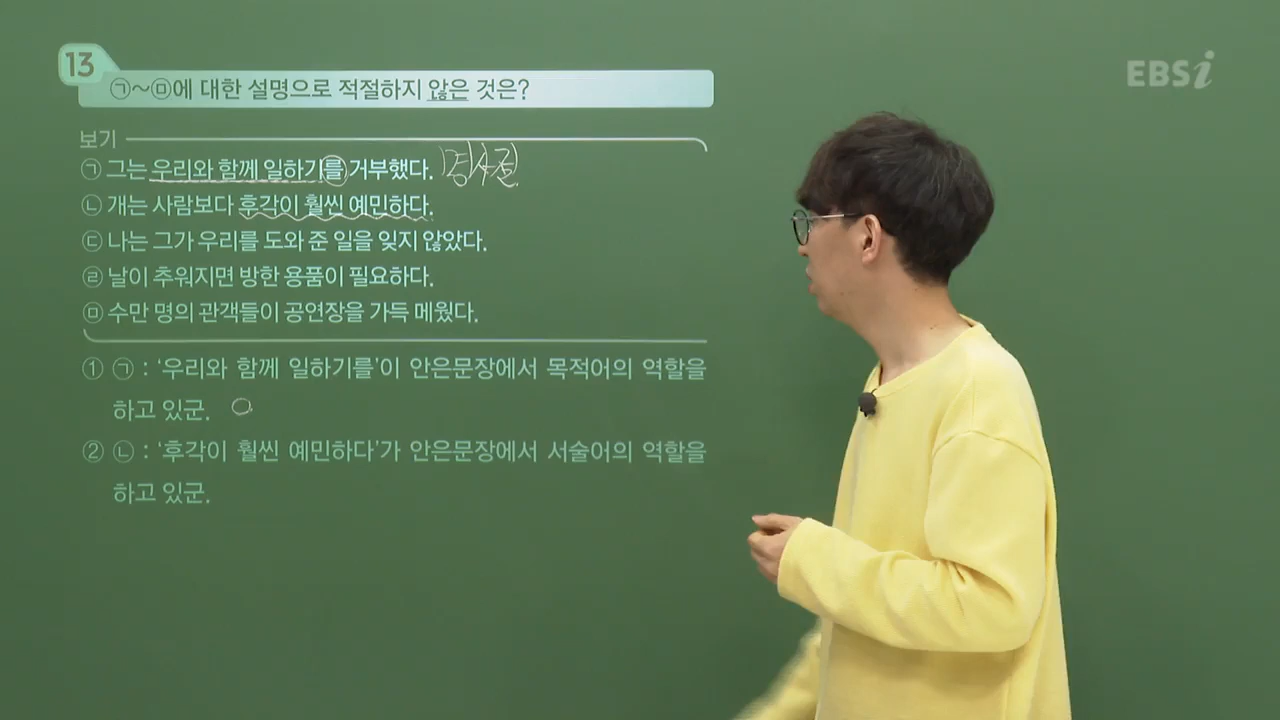 13
㉠～㉤에 대한 설명으로 적절하지 않은 것은?
EBSi
보기
㉠ 그는 우리와 함께 일하기를 거부했다. 명사절
㉡ 개는 사람보다 후각이 훨씬 예민하다.
㉢ 나는 그가 우리를 도와 준 일을 잊지 않았다.
㉣ 날이 추워지면 방한 용품이 필요하다.
㉤ 수만 명의 관객들이 공연장을 가득 메웠다.
① ㉠ : ‘우리와 함께 일하기를’이 안은문장에서 목적어의 역할을
하고 있군.
② ㉡ : ‘후각이 훨씬 예민하다’가 안은문장에서 서술어의 역할을
하고 있군.